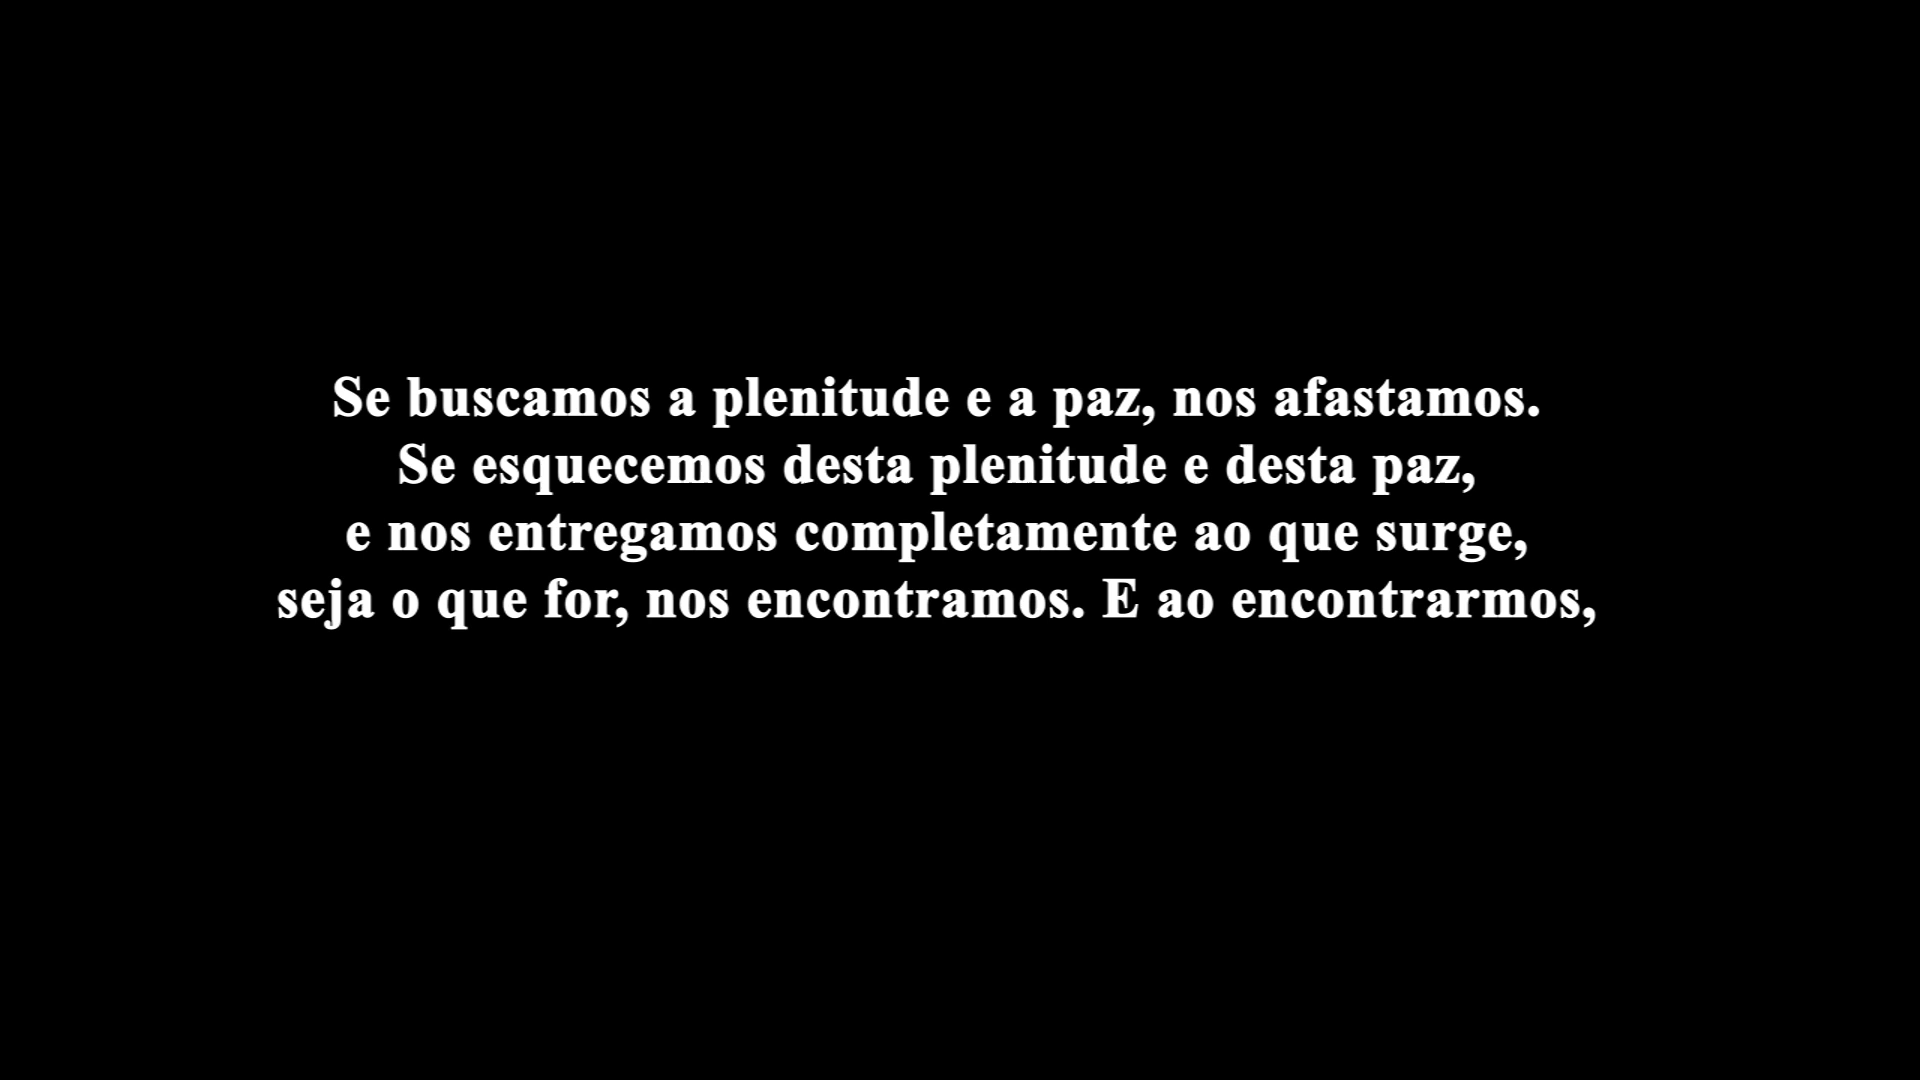 Se buscamos a plenitude e a paz, nos afastamos.
Se esquecemos desta plenitude e desta paz,
e nos entregamos completamente ao que surge,
seja o que for, nos encontramos. E ao encontrarmos,